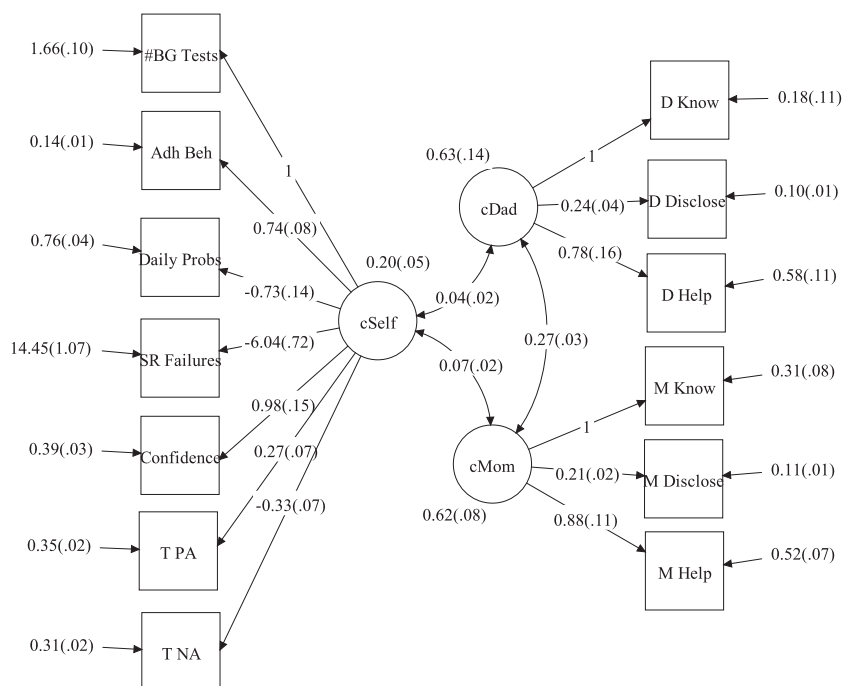 1.66(.10)
#BG Tests
0.14(.01)
Adh Beh
0.76(.04)
Daily Probs
14.45(1.07)
SR Failures
0.39(.03)
Confidence
0.35(.02)
T PA
0.31(.02)
T NA
1
0.74(.08)
-0.73(.14)
-6.04(.72)
0.98(.15)
0.27(.07)
-0.33(.07)
0.20(.05)
cSelf
0.04(.02)
0.07(.02)
0.27(.03)
0.63(.14)
cDad
cMom
0.62(.08)
1
0.24(.04)
0.78(.16)
1
0.21(.02)
0.88(.11)
D Know
0.18(.11)
D Disclose
0.10(.01)
D Help
0.58(.11)
M Know
0.31(.08)
M Disclose
0.11(.01)
M Help
0.52(.07)